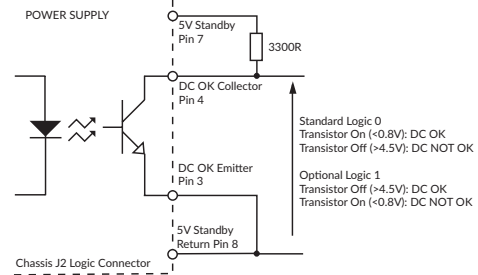 POWER SUPPLY
5V Standby
Pin 7
3300R
DC OK Collector
Pin 4
Standard Logic 0
Transistor On (<0.8V): DC OK
Transistor Off (>4.5V): DC NOT OK
Optional Logic 1
Transistor Off (>4.5V): DC OK
Transistor On (<0.8V): DC NOT OK
DC OK Emitter
Pin 3
5V Standby
Return Pin 8
Chassis J2 Logic Connector